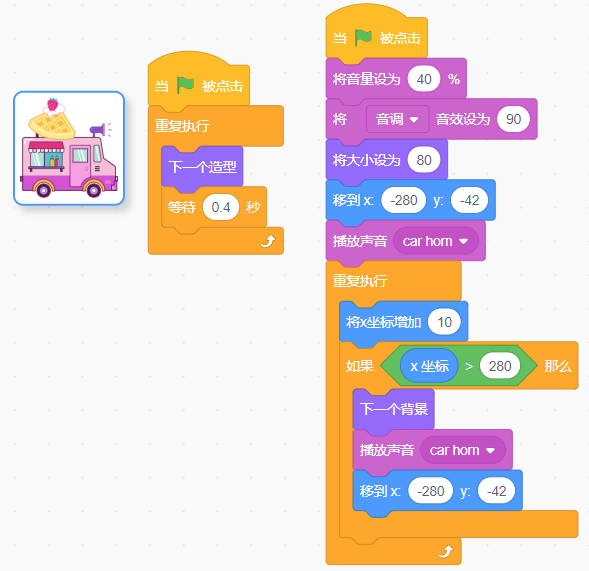 当 被点击
重复执行
下一个造型
等待 0.4 秒
当 被点击
将音量设为 40 %
将 音调 音效设为 90
将大小设为 80
移到 x: -280 y: -42
播放声音 car horn
重复执行
将x坐标增加 10
如果 x 坐标 > 280 那么
下一个背景
播放声音 car horn
移到 x: -280 y: -42